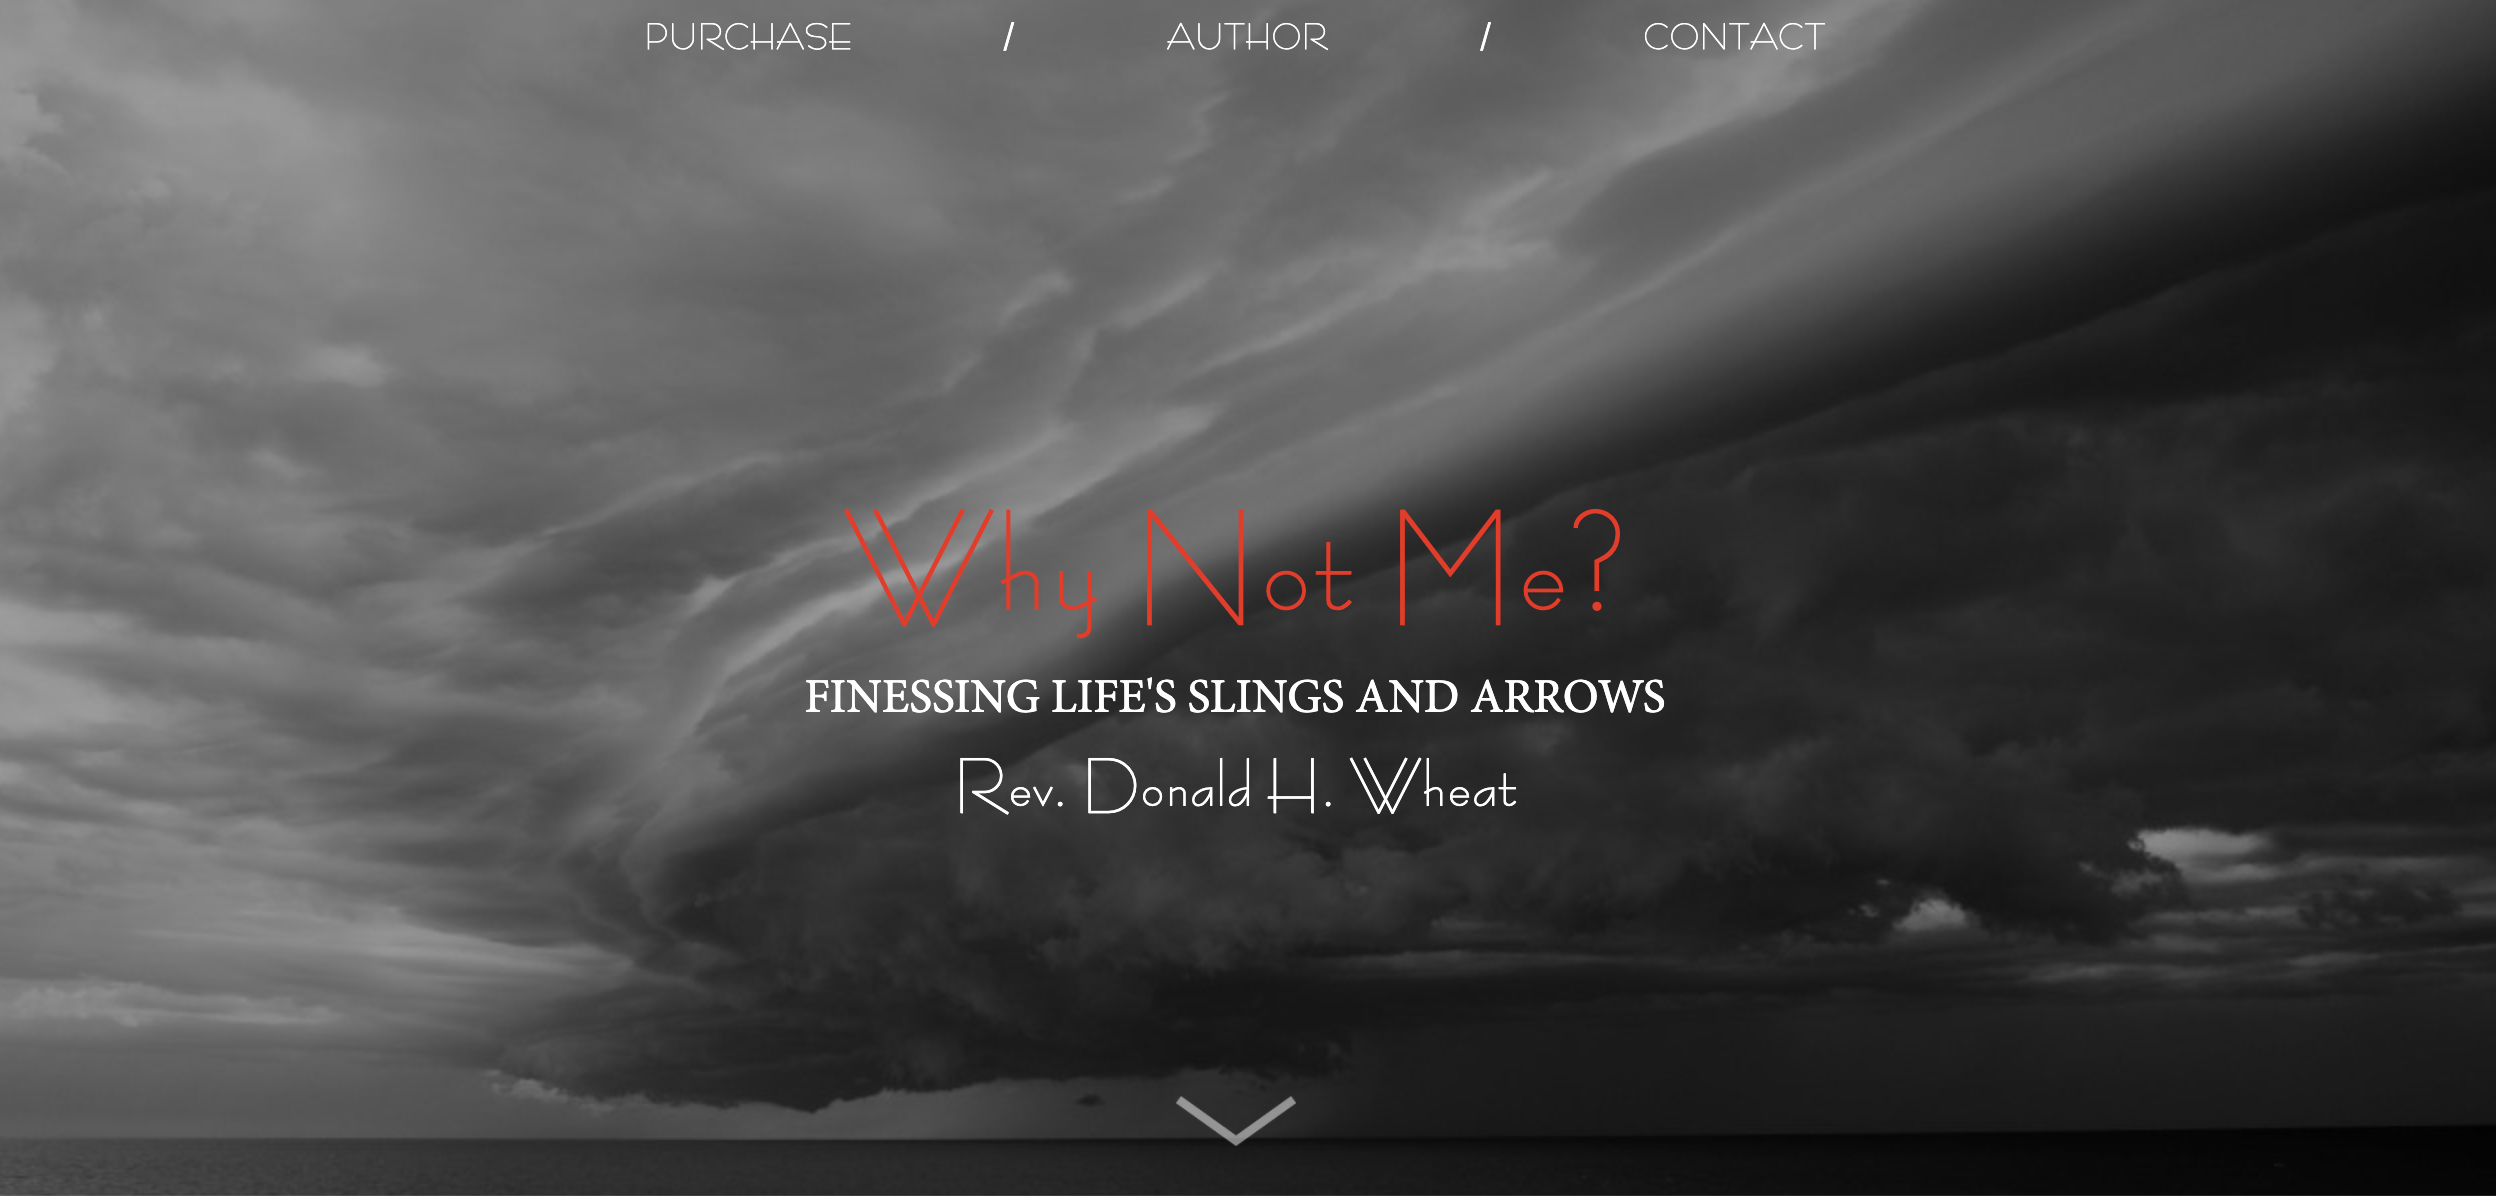 PURCHASE / AUTHOR / CONTACT
Why Not Me?
FINESSING LIFE'S SLINGS AND ARROWS
Rev. Donald H. Wheat